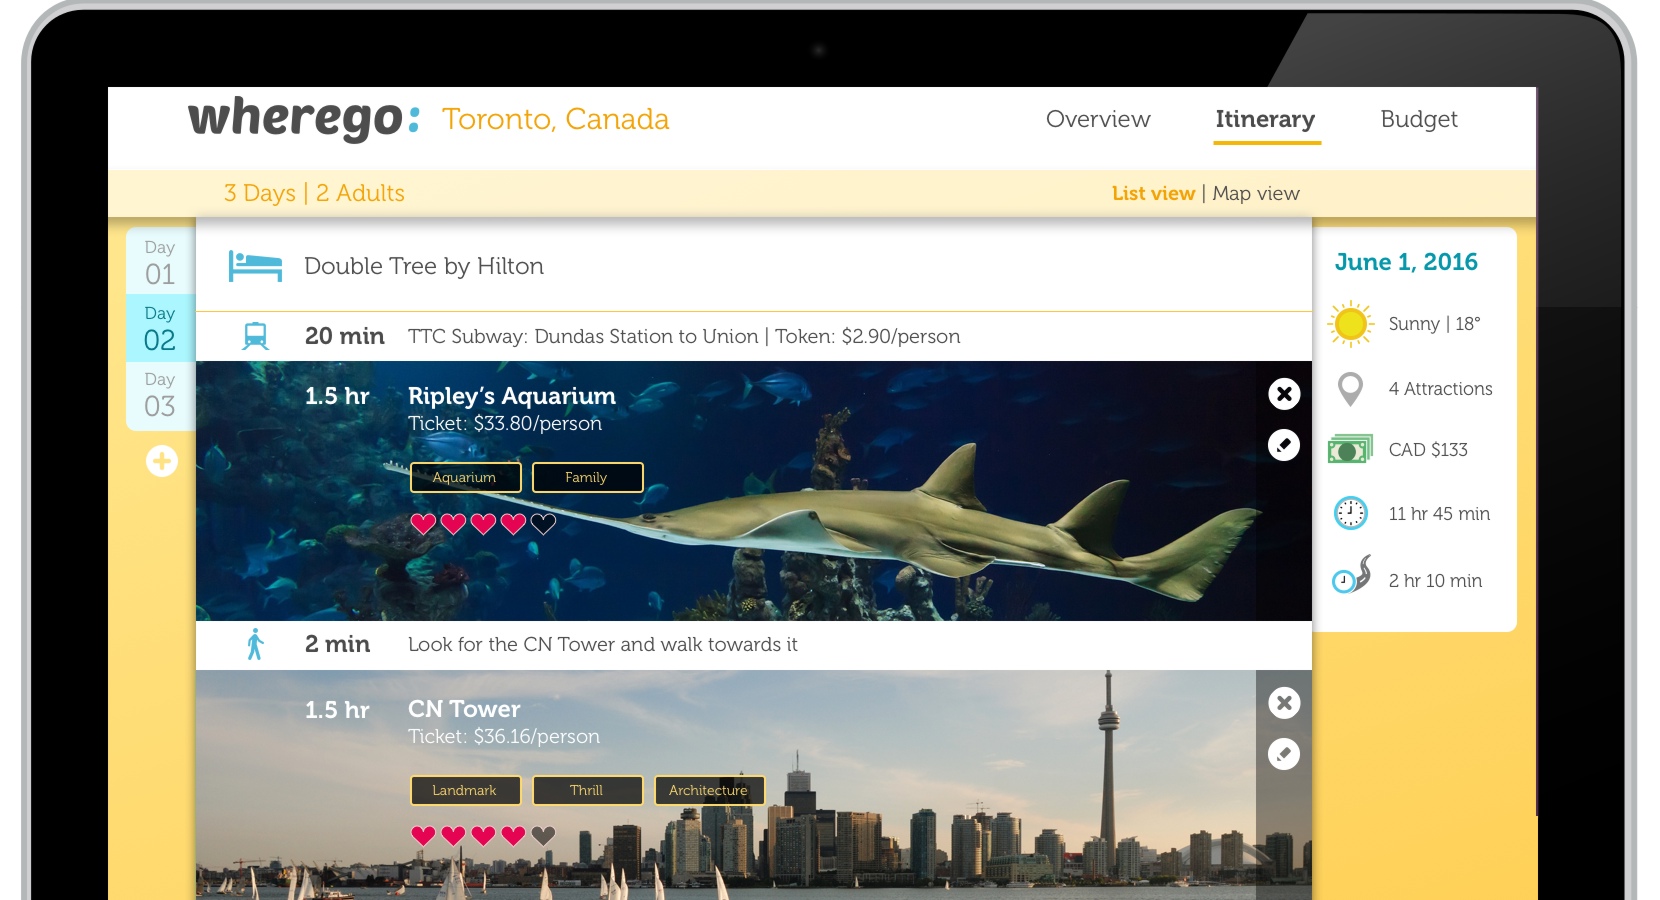 wherego: Toronto, Canada
Overview Itinerary Budget
3 Days | 2 Adults
List view | Map view
Day
01
Day
02
Day
03
Double Tree by Hilton
20 min TTC Subway: Dundas Station to Union | Token: $2.90/person
1.5 hr Ripley’s Aquarium
Ticket: $33.80/person
Aquarium Family
2 min Look for the CN Tower and walk towards it
1.5 hr CN Tower
Ticket: $36.16/person
Landmark Thrill Architecture
June 1, 2016
Sunny | 18°
4 Attractions
CAD $133
11 hr 45 min
2 hr 10 min